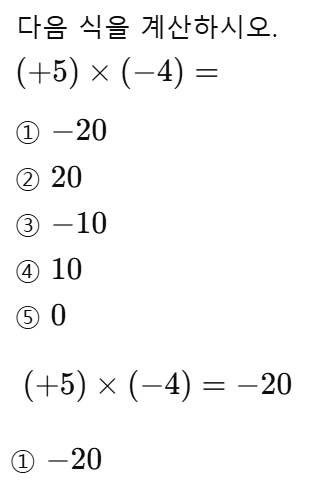 다음 식을 계산하시오.
(+5) × (−4) =
① −20
② 20
③ −10
④ 10
⑤ 0
(+5) × (−4) = −20
① −20